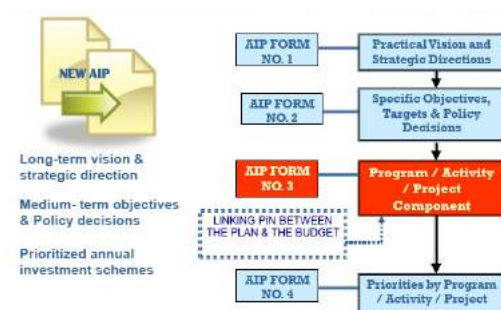 NEW AIP
Long-term vision &
strategic direction
Medium- term objectives
& Policy decisions
Prioritized annual
investment schemes
AIP FORM
NO. 1
Practical Vision and
Strategic Directions
AIP FORM
NO. 2
Specific Objectives,
Targets & Policy
Decisions
AIP FORM
NO. 3
Program / Activity
/ Project
Component
LINKING PIN BETWEEN
THE PLAN & THE BUDGET
AIP FORM
NO. 4
Priorities by Program
/ Activity / Project